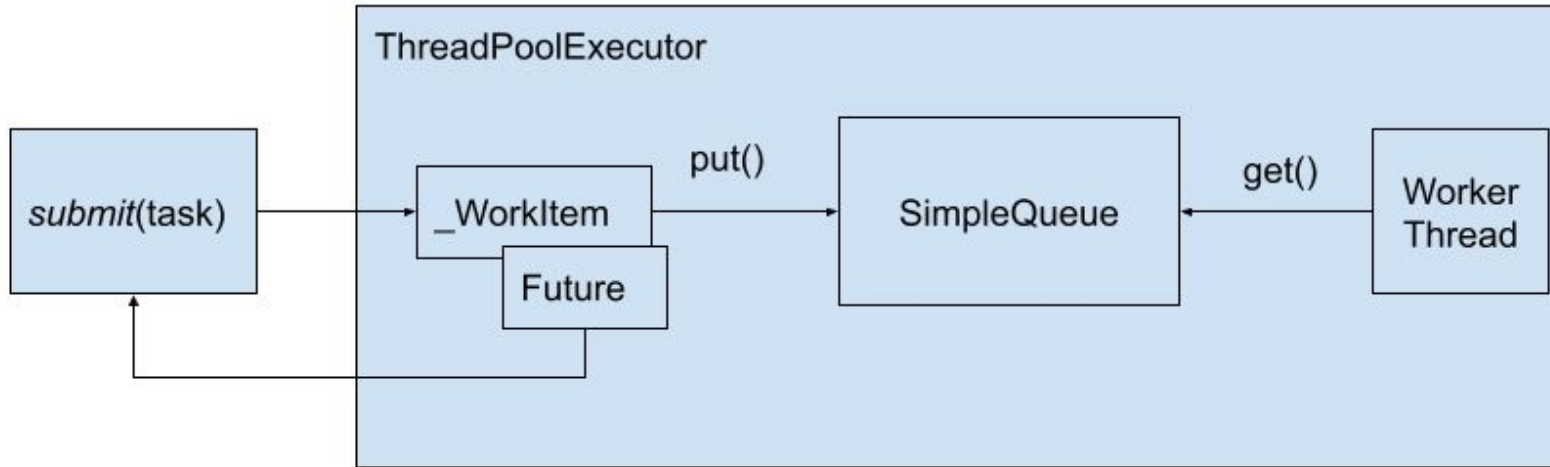 ThreadPoolExecutor
submit(task)
_WorkItem
Future
put()
SimpleQueue
get()
Worker
Thread